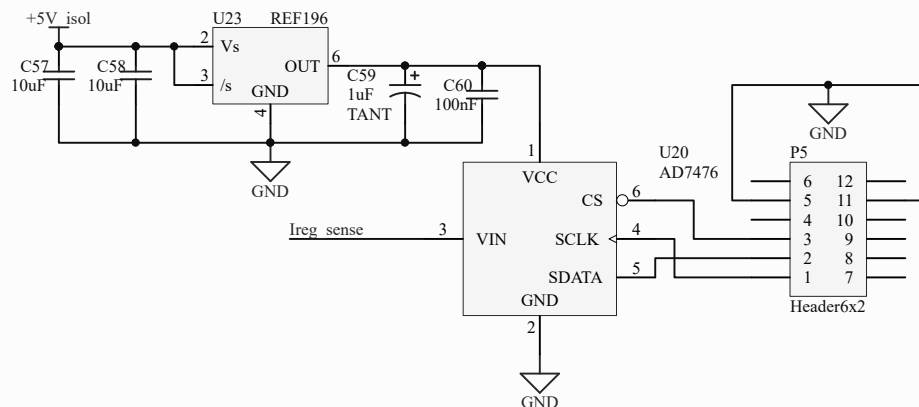 +5V_isol
U23 REF196
2 Vs
OUT 6
3 /s
GND
4
C57
10uF
C58
10uF
C59
1uF
TANT
+
C60
100nF
GND
GND
1
VCC
U20
AD7476
CS 6
Ireg_sense 3 VIN
SCLK 4
SDATA 5
GND
2
GND
P5
6 12
5 11
4 10
3 9
2 8
1 7
Header6x2